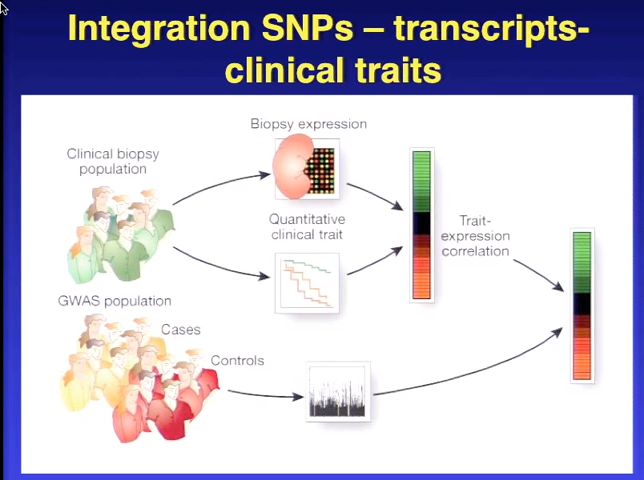 Integration SNPs – transcripts-
clinical traits
Biopsy expression
Clinical biopsy
population
Quantitative
clinical trait
Trait-
expression
correlation
GWAS population
Cases
Controls